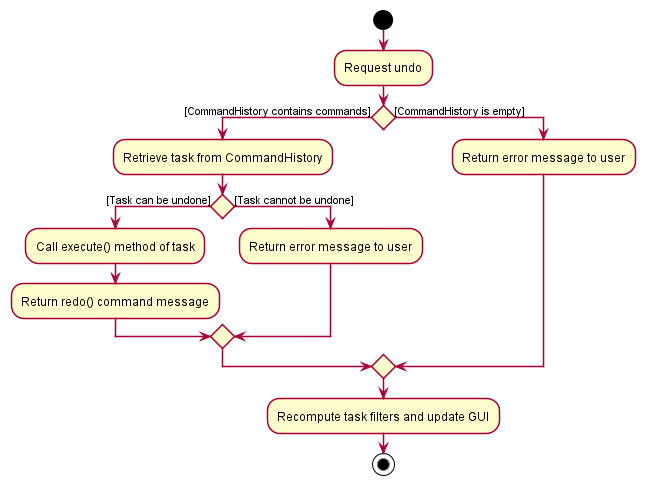 Request undo
[CommandHistory contains commands]
[CommandHistory is empty]
Retrieve task from CommandHistory
Return error message to user
[Task can be undone]
[Task cannot be undone]
Call execute() method of task
Return error message to user
Return redo() command message
Recompute task filters and update GUI